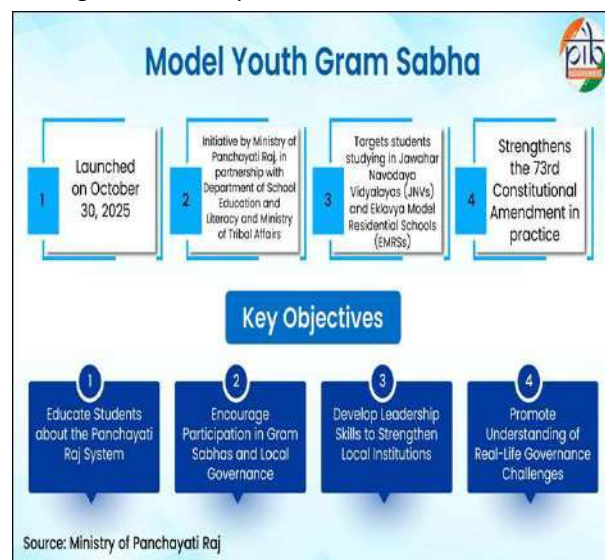 Model Youth Gram Sabha
pib
1
Launched
on October
30, 2025
2
Initiative by Ministry of
Panchayati Raj, in
partnership with
Department of School
Education and
Literacy and Ministry
of Tribal Affairs
3
Targets students
studying in Jawahar
Navodaya
Vidyalayas (JNVs)
and Eklavya Model
Residential Schools
(EMRSs)
4
Strengthens
the 73rd
Constitutional
Amendment in
practice
Key Objectives
1
Educate Students
about the Panchayati
Raj System
2
Encourage
Participation in Gram
Sabhas and Local
Governance
3
Develop Leadership
Skills to Strengthen
Local Institutions
4
Promote
Understanding of
Real-Life Governance
Challenges
Source: Ministry of Panchayati Raj